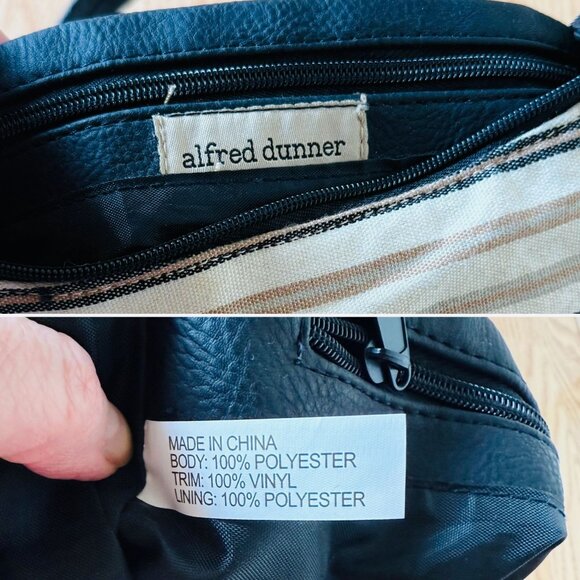 alfred dunner
MADE IN CHINA
BODY: 100% POLYESTER
TRIM: 100% VINYL
LINING: 100% POLYESTER